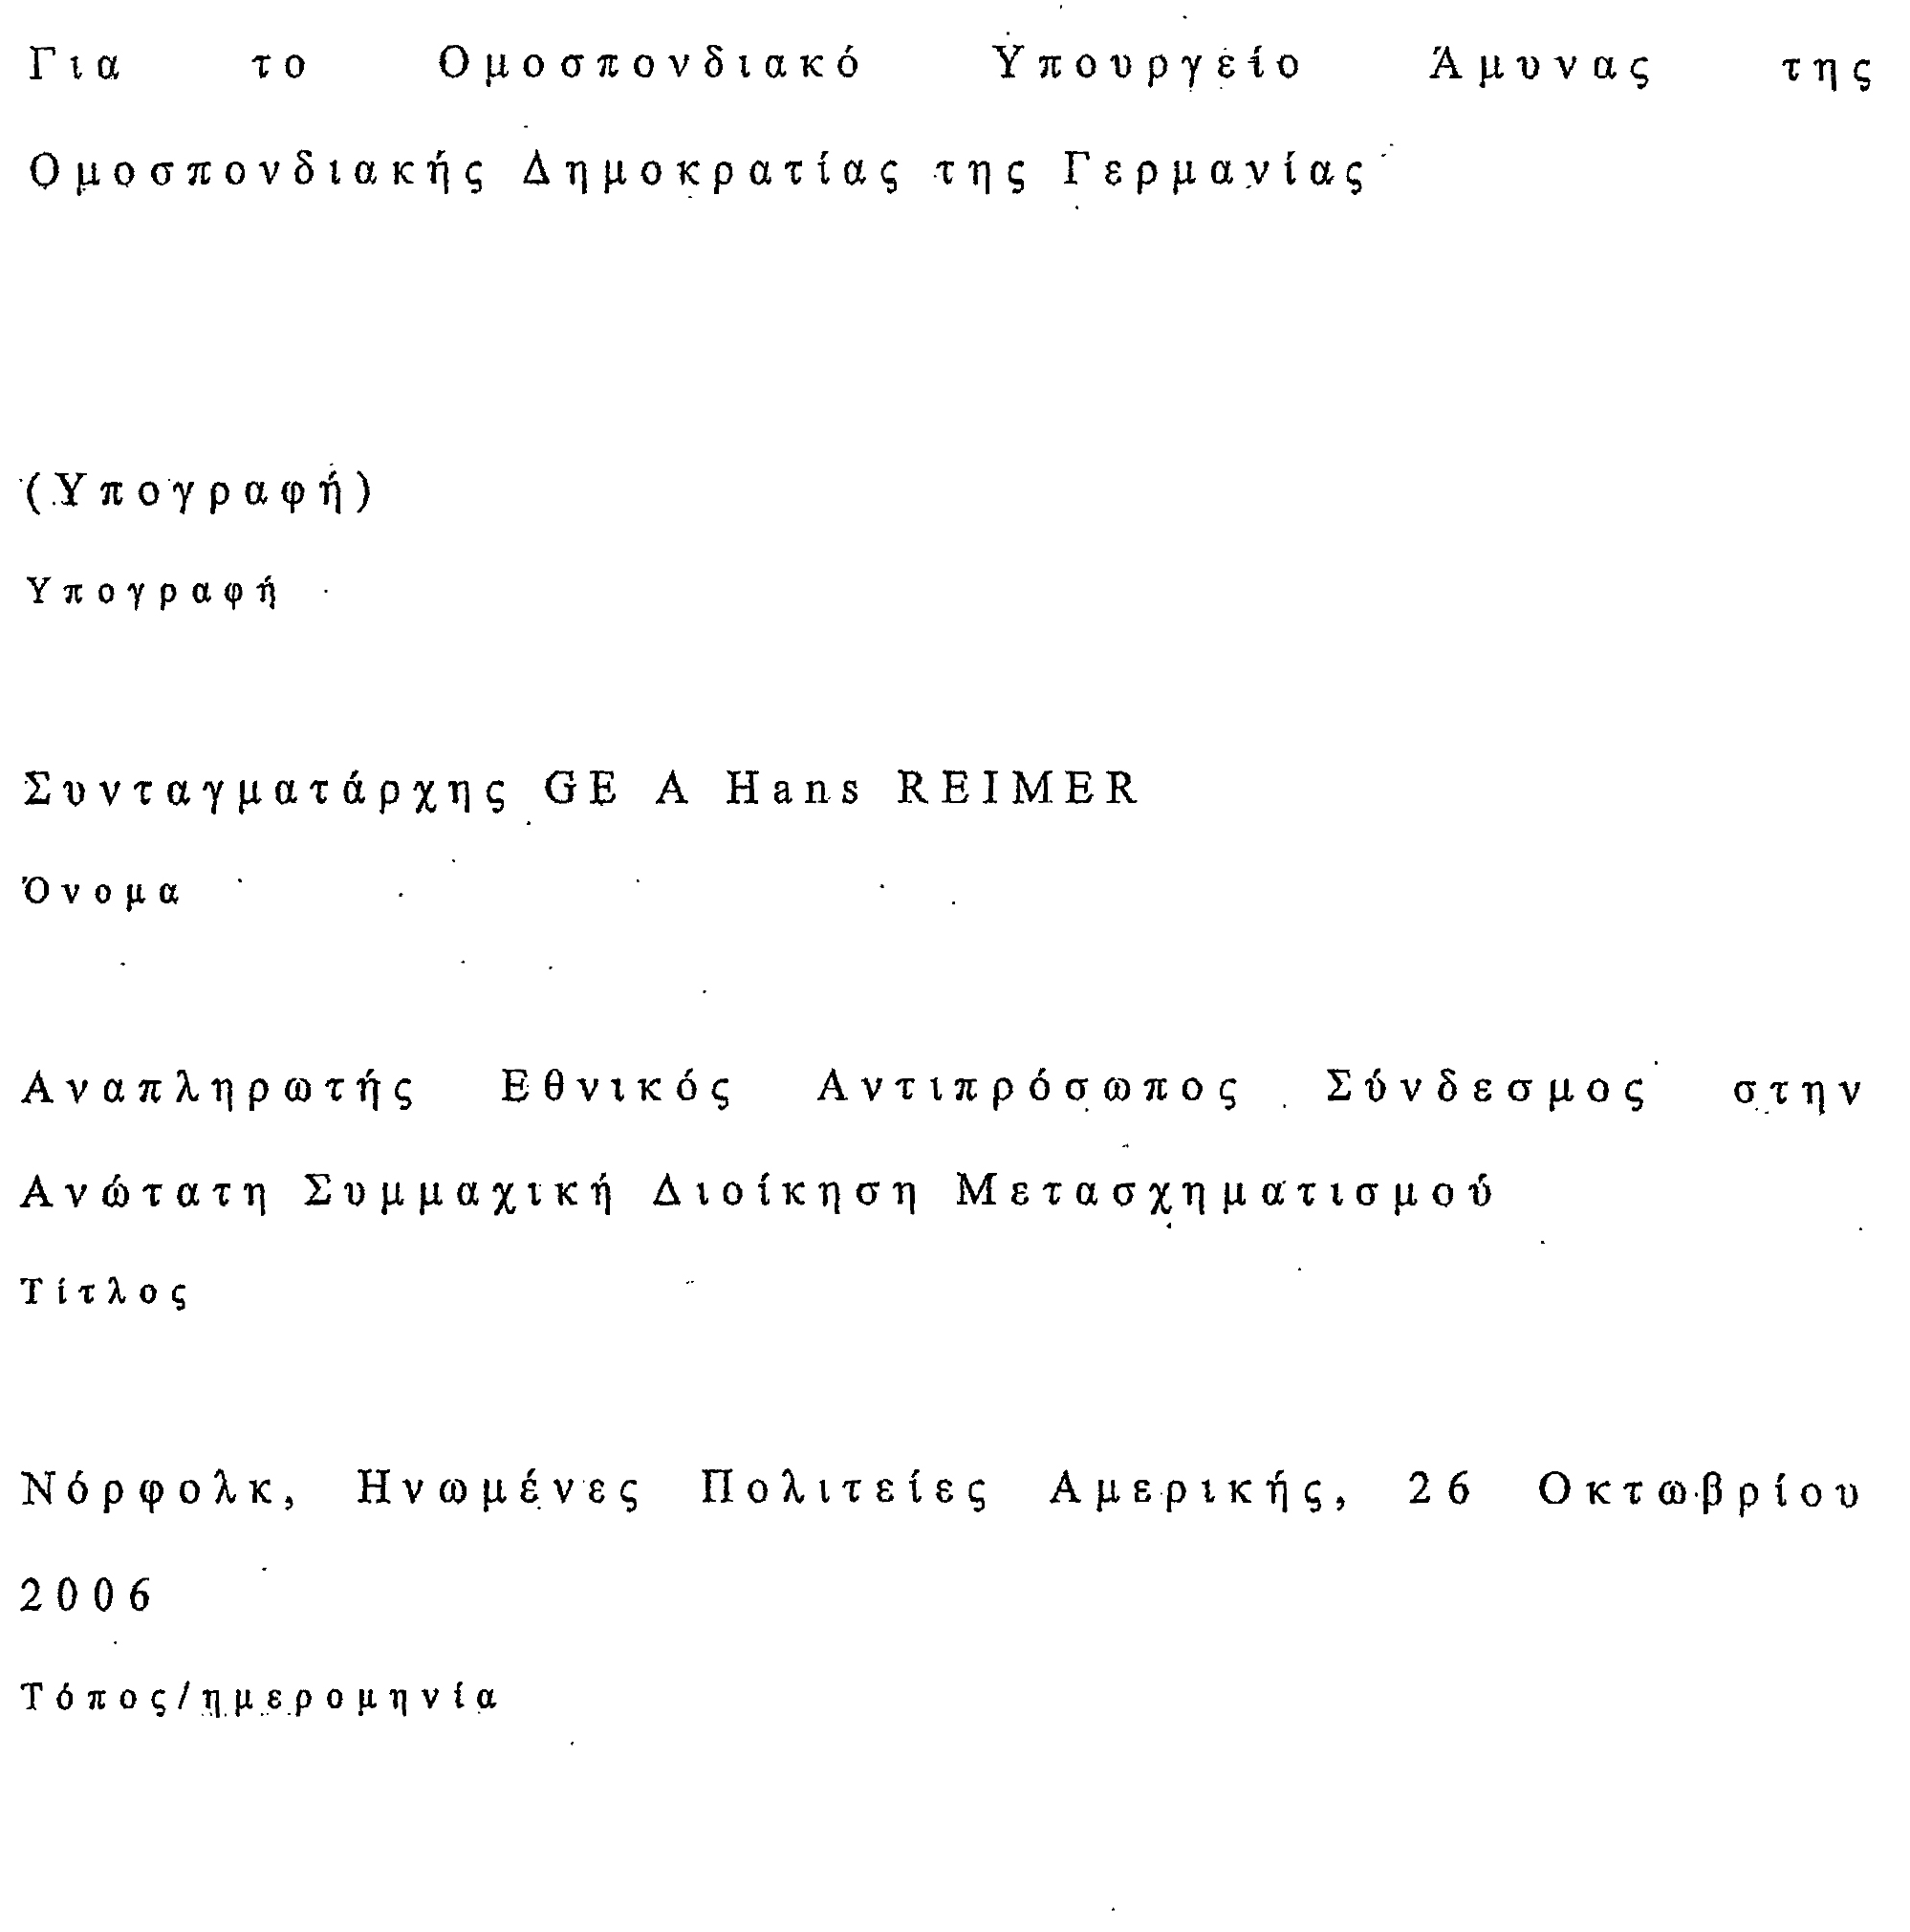 Για το Ομοσπονδιακό Υπουργείο Άμυνας της
Ομοσπονδιακής Δημοκρατίας της Γερμανίας
(Υπογραφή)
Υπογραφή
Συνταγματάρχης GE A Hans REIMER
Όνομα
Αναπληρωτής Εθνικός Αντιπρόσωπος Σύνδεσμος στην
Ανώτατη Συμμαχική Διοίκηση Μετασχηματισμού
Τίτλος
Νόρφολκ, Ηνωμένες Πολιτείες Αμερικής, 26 Οκτωβρίου
2006
Τόπος/ημερομηνία